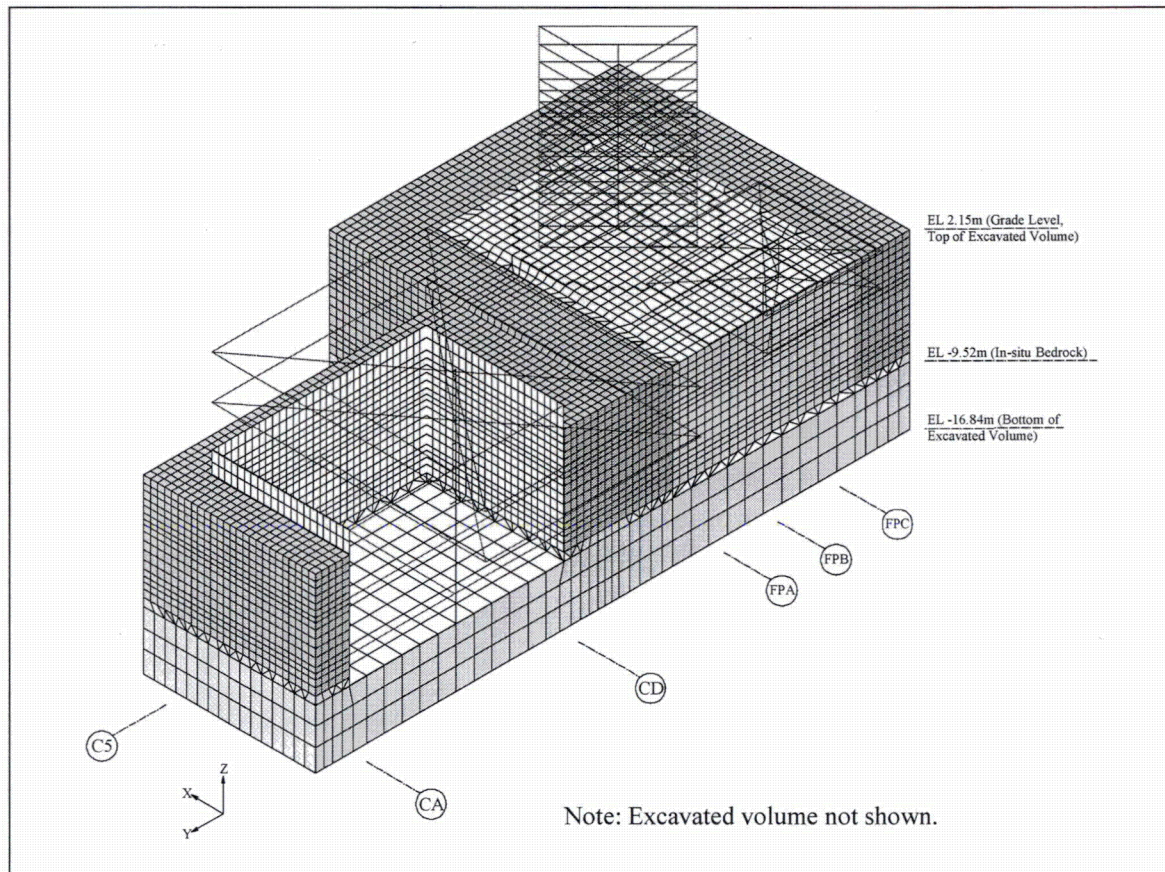 EL 2.15m (Grade Level,
Top of Excavated Volume)
EL -9.52m (In-situ Bedrock)
EL -16.84m (Bottom of
Excavated Volume)
FPC
FPB
FPA
CD
C5
CA
Z
X
Y
Note: Excavated volume not shown.